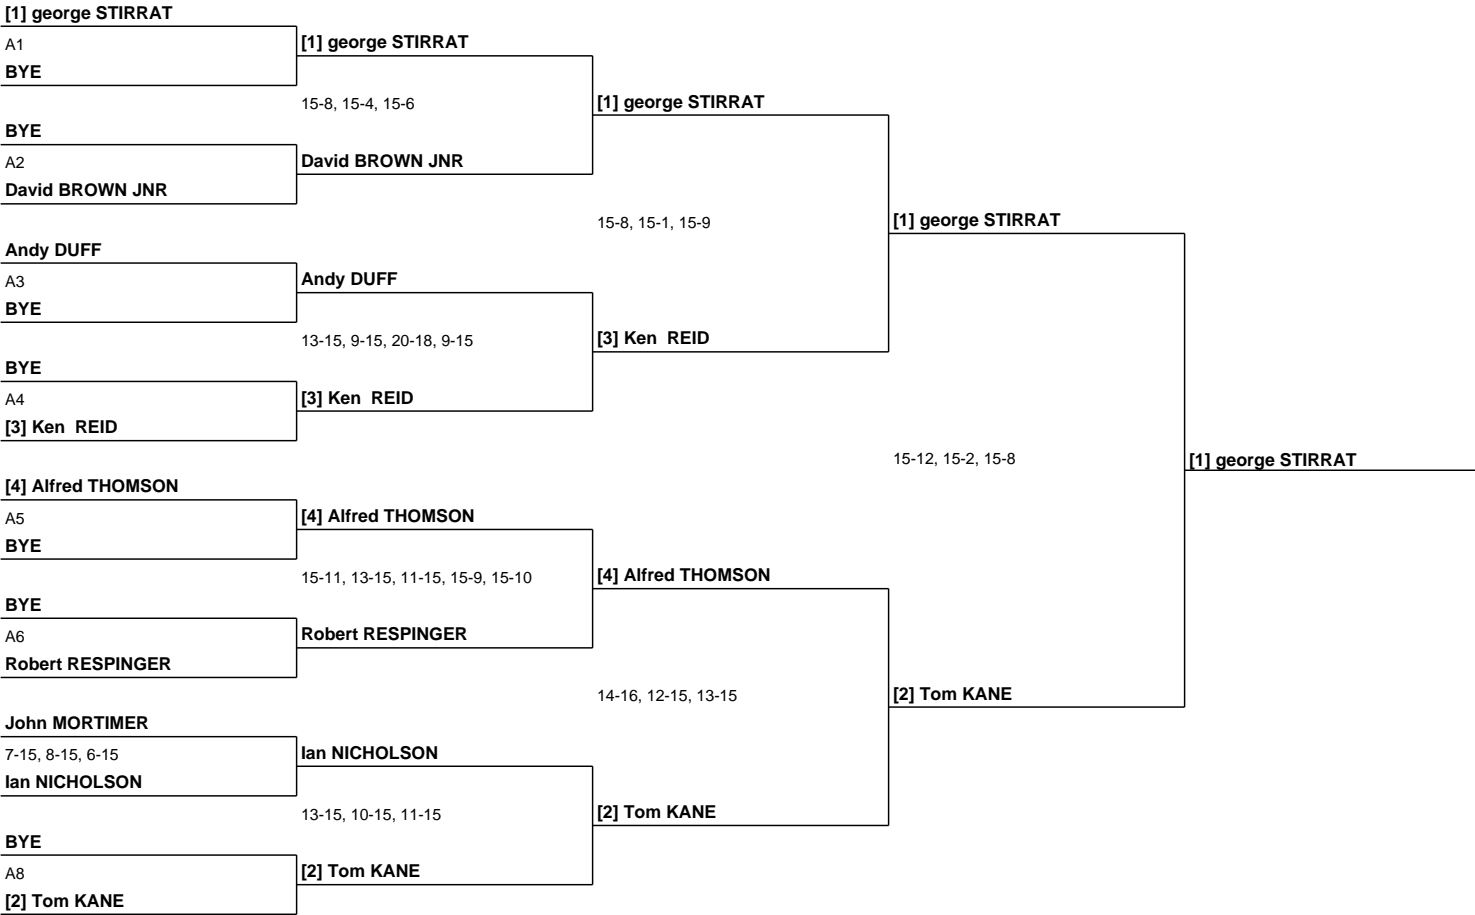 [1] george STIRRAT
A1
BYE
BYE
A2
David BROWN JNR
Andy DUFF
A3
BYE
BYE
A4
[3] Ken  REID
[4] Alfred THOMSON
A5
BYE
BYE
A6
Robert RESPINGER
John MORTIMER
7-15, 8-15, 6-15
Ian NICHOLSON
BYE
A8
[2] Tom KANE
[1] george STIRRAT
15-8, 15-4, 15-6
David BROWN JNR
Andy DUFF
13-15, 9-15, 20-18, 9-15
[3] Ken  REID
[4] Alfred THOMSON
15-11, 13-15, 11-15, 15-9, 15-10
Robert RESPINGER
Ian NICHOLSON
13-15, 10-15, 11-15
[2] Tom KANE
[1] george STIRRAT
15-8, 15-1, 15-9
[3] Ken  REID
[4] Alfred THOMSON
14-16, 12-15, 13-15
[2] Tom KANE
[1] george STIRRAT
15-12, 15-2, 15-8
[2] Tom KANE
[1] george STIRRAT